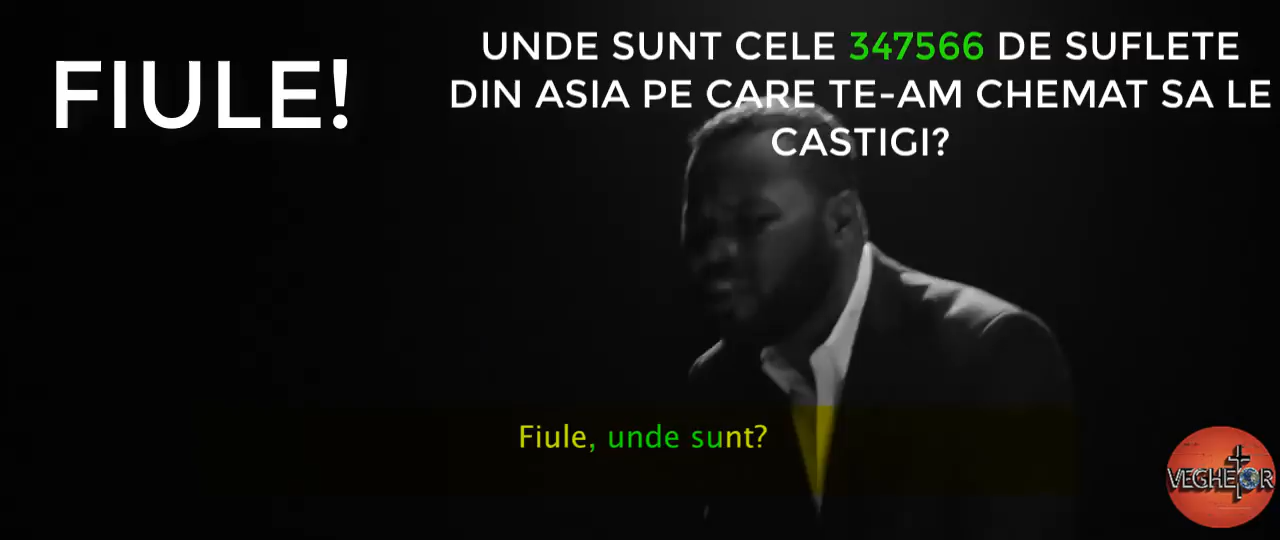 FIULE!
UNDE SUNT CELE 347566 DE SUFLETE
DIN ASIA PE CARE TE-AM CHEMAT SA LE
CASTIGI?
Fiule, unde sunt?
VEGHETOR